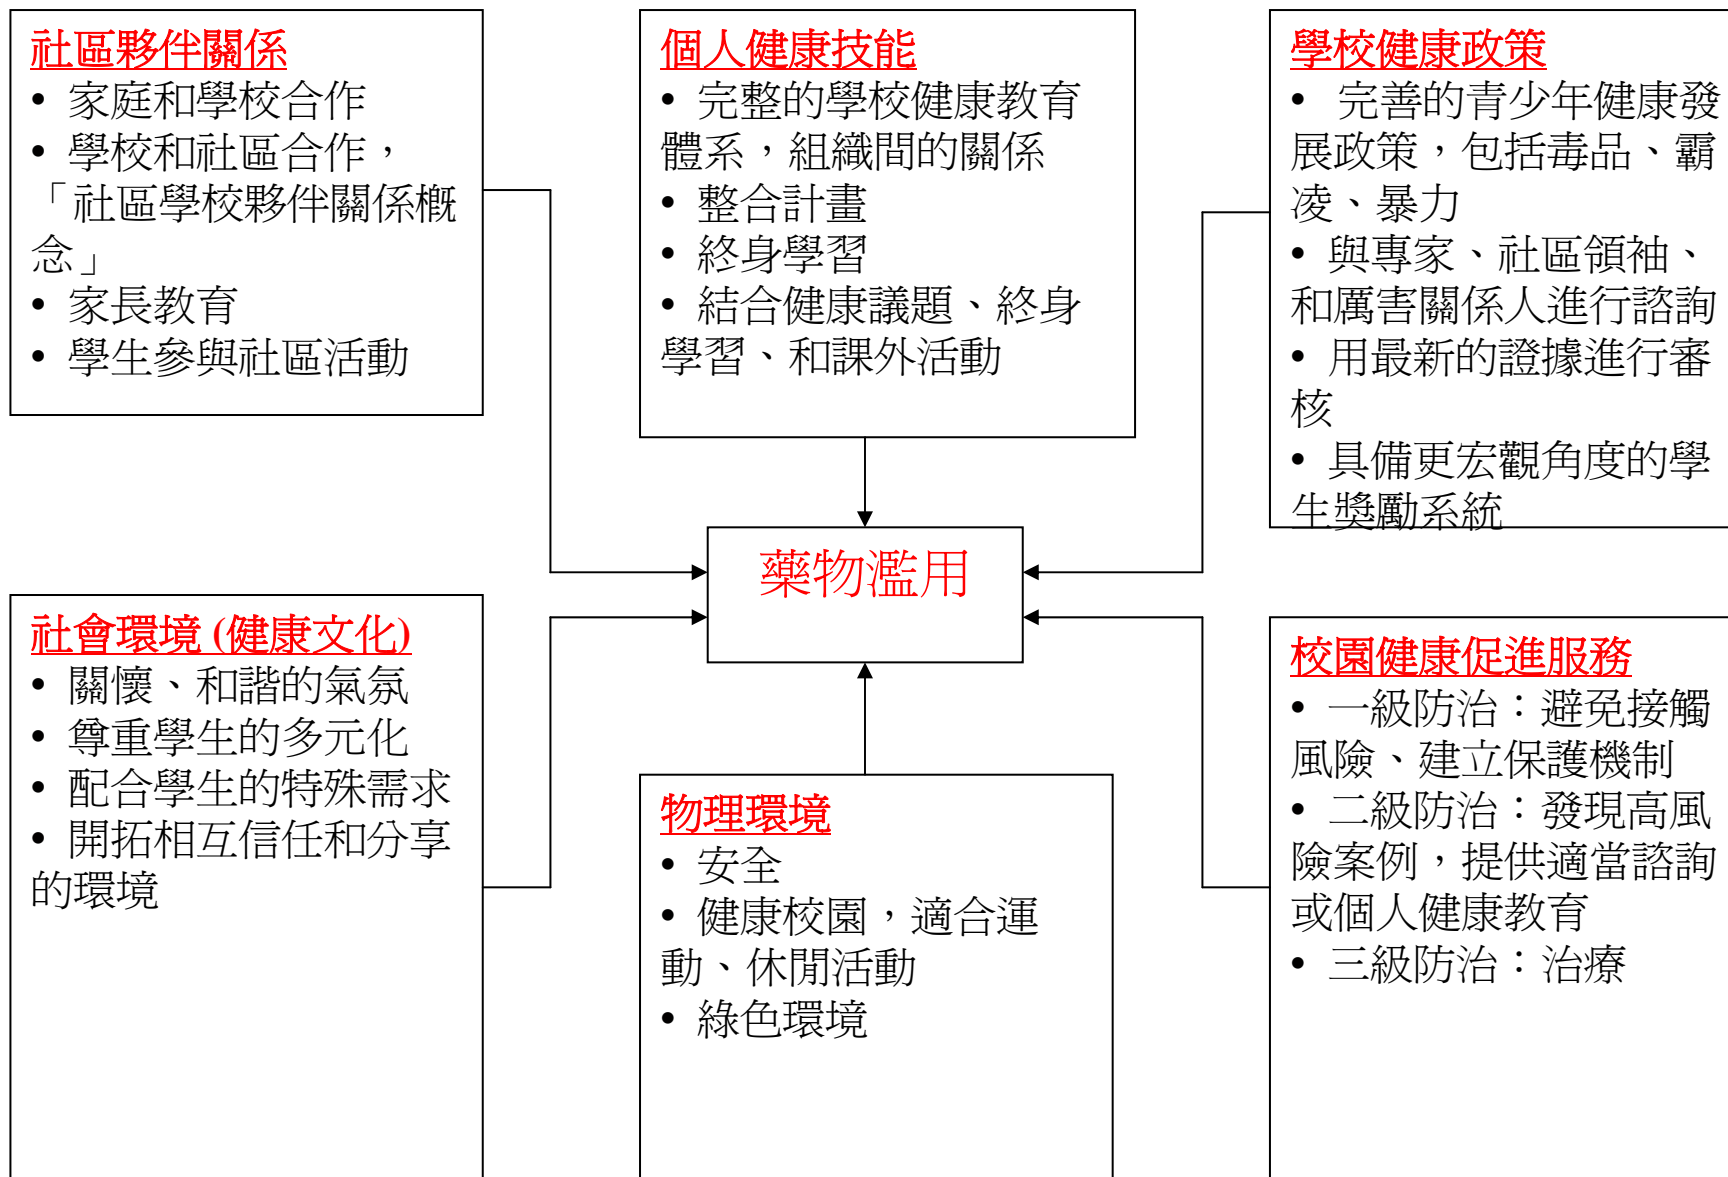 社區夥伴關係
• 家庭和學校合作
• 學校和社區合作，
「社區學校夥伴關係概
念」
• 家長教育
• 學生參與社區活動
個人健康技能
• 完整的學校健康教育
體系，組織間的關係
• 整合計畫
• 終身學習
• 結合健康議題、終身
學習、和課外活動
學校健康政策
• 完善的青少年健康發
展政策，包括毒品、霸
凌、暴力
• 與專家、社區領袖、
和厲害關係人進行諮詢
• 用最新的證據進行審
核
• 具備更宏觀角度的學
生獎勵系統
藥物濫用
社會環境 (健康文化)
• 關懷、和諧的氣氛
• 尊重學生的多元化
• 配合學生的特殊需求
• 開拓相互信任和分享
的環境
物理環境
• 安全
• 健康校園，適合運
動、休閒活動
• 綠色環境
校園健康促進服務
• 一級防治：避免接觸
風險、建立保護機制
• 二級防治：發現高風
險案例，提供適當諮詢
或個人健康教育
• 三級防治：治療